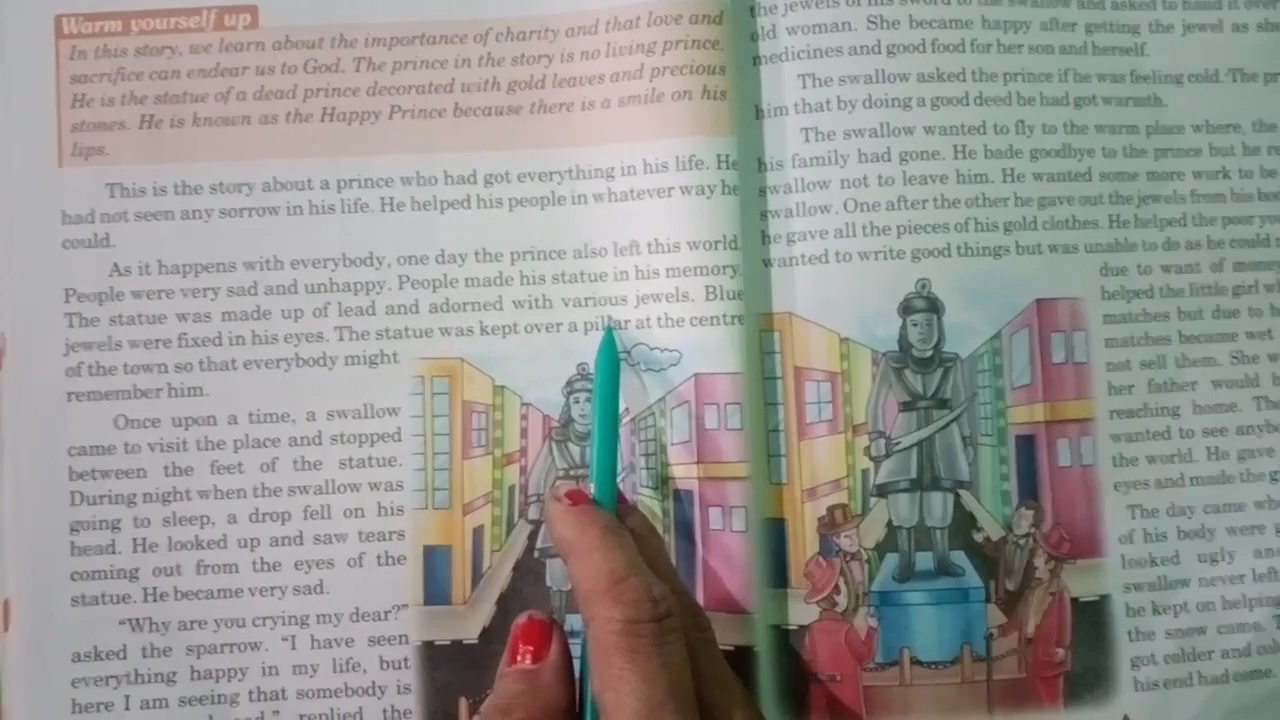 Warm yourself up
In this story, we learn about the importance of charity and that love and
sacrifice can endear us to God. The prince in the story is no living prince.
He is the statue of a dead prince decorated with gold leaves and precious
stones. He is known as the Happy Prince because there is a smile on his
lips.
This is the story about a prince who had got everything in his life. He
had not seen any sorrow in his life. He helped his people in whatever way he
could.
As it happens with everybody, one day the prince also left this world.
People were very sad and unhappy. People made his statue in his memory.
The statue was made up of lead and adorned with various jewels. Blue
jewels were fixed in his eyes. The statue was kept over a pillar at the centre
of the town so that everybody might
remember him.
Once upon a time, a swallow
came to visit the place and stopped
between the feet of the statue.
During night when the swallow was
going to sleep, a drop fell on his
head. He looked up and saw tears
coming out from the eyes of the
statue. He became very sad.
"Why are you crying my dear?"
asked the sparrow. "I have seen
everything happy in my life, but
here I am seeing that somebody is
replied the
the jewels of his sword to the swallow and asked to hand it over
old woman. She became happy after getting the jewel as she
medicines and good food for her son and herself.
The swallow asked the prince if he was feeling cold. The
him that by doing a good deed he had got warmth.
The swallow wanted to fly to the warm place where, the
his family had gone. He bade goodbye to the prince but he
swallow not to leave him. He wanted some more work to be
swallow. One after the other he gave out the jewels from his
he gave all the pieces of his gold clothes. He helped the poor
wanted to write good things but was unable to do as he could
due to want of money
helped the little girl
matches but due to
matches became wet
not sell them. She
her father would
reaching home.
wanted to see
the world. He gave
eyes and made the
The day came
of his body were
looked ugly
swallow never left
he kept on helping
the snow came.
got colder and
his end had come.